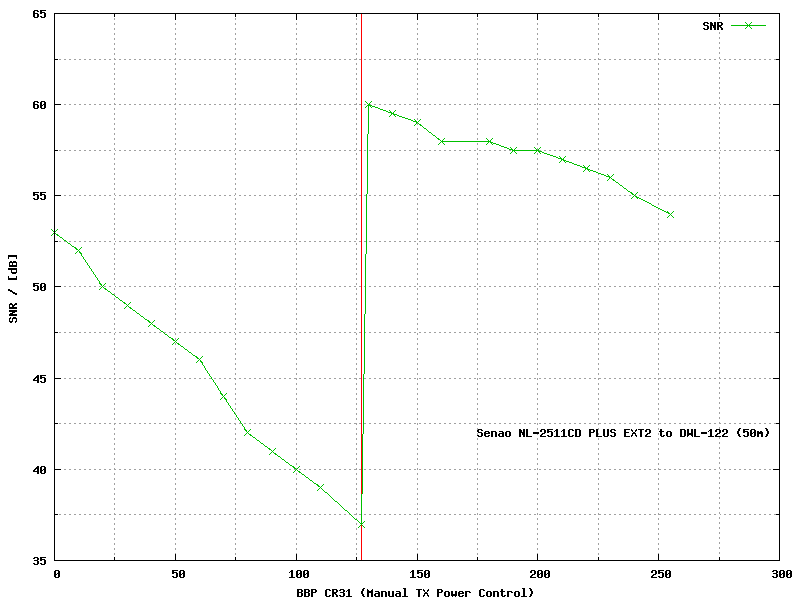 65
SNR
60
55
50
SNR / [dB]
45
Senao NL-2511CD PLUS EXT2 to DWL-122 (50m)
40
35
0 50 100 150 200 250 300
BBP CR31 (Manual TX Power Control)